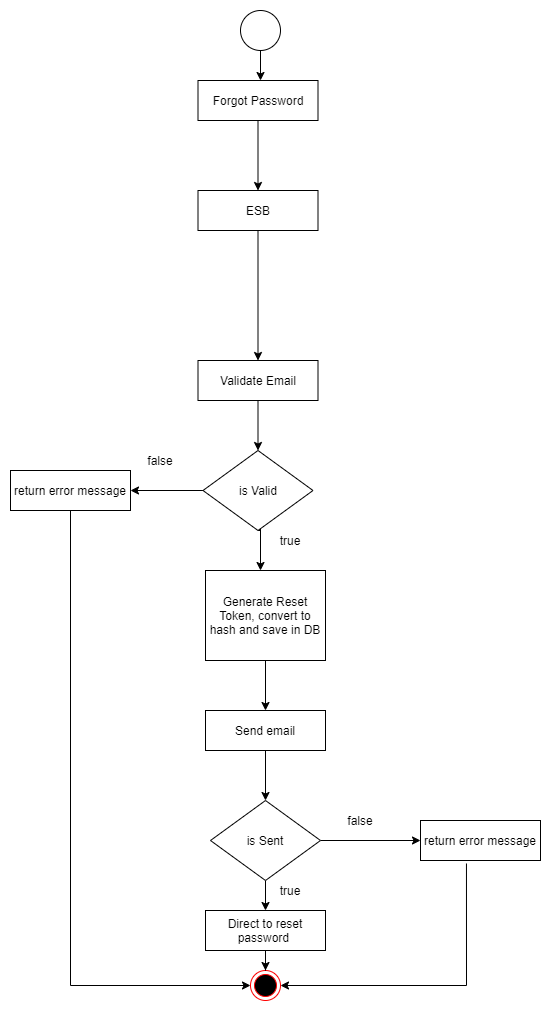 Forgot Password
ESB
Validate Email
false
return error message
is Valid
true
Generate Reset
Token, convert to
hash and save in DB
Send email
false
is Sent
return error message
true
Direct to reset
password